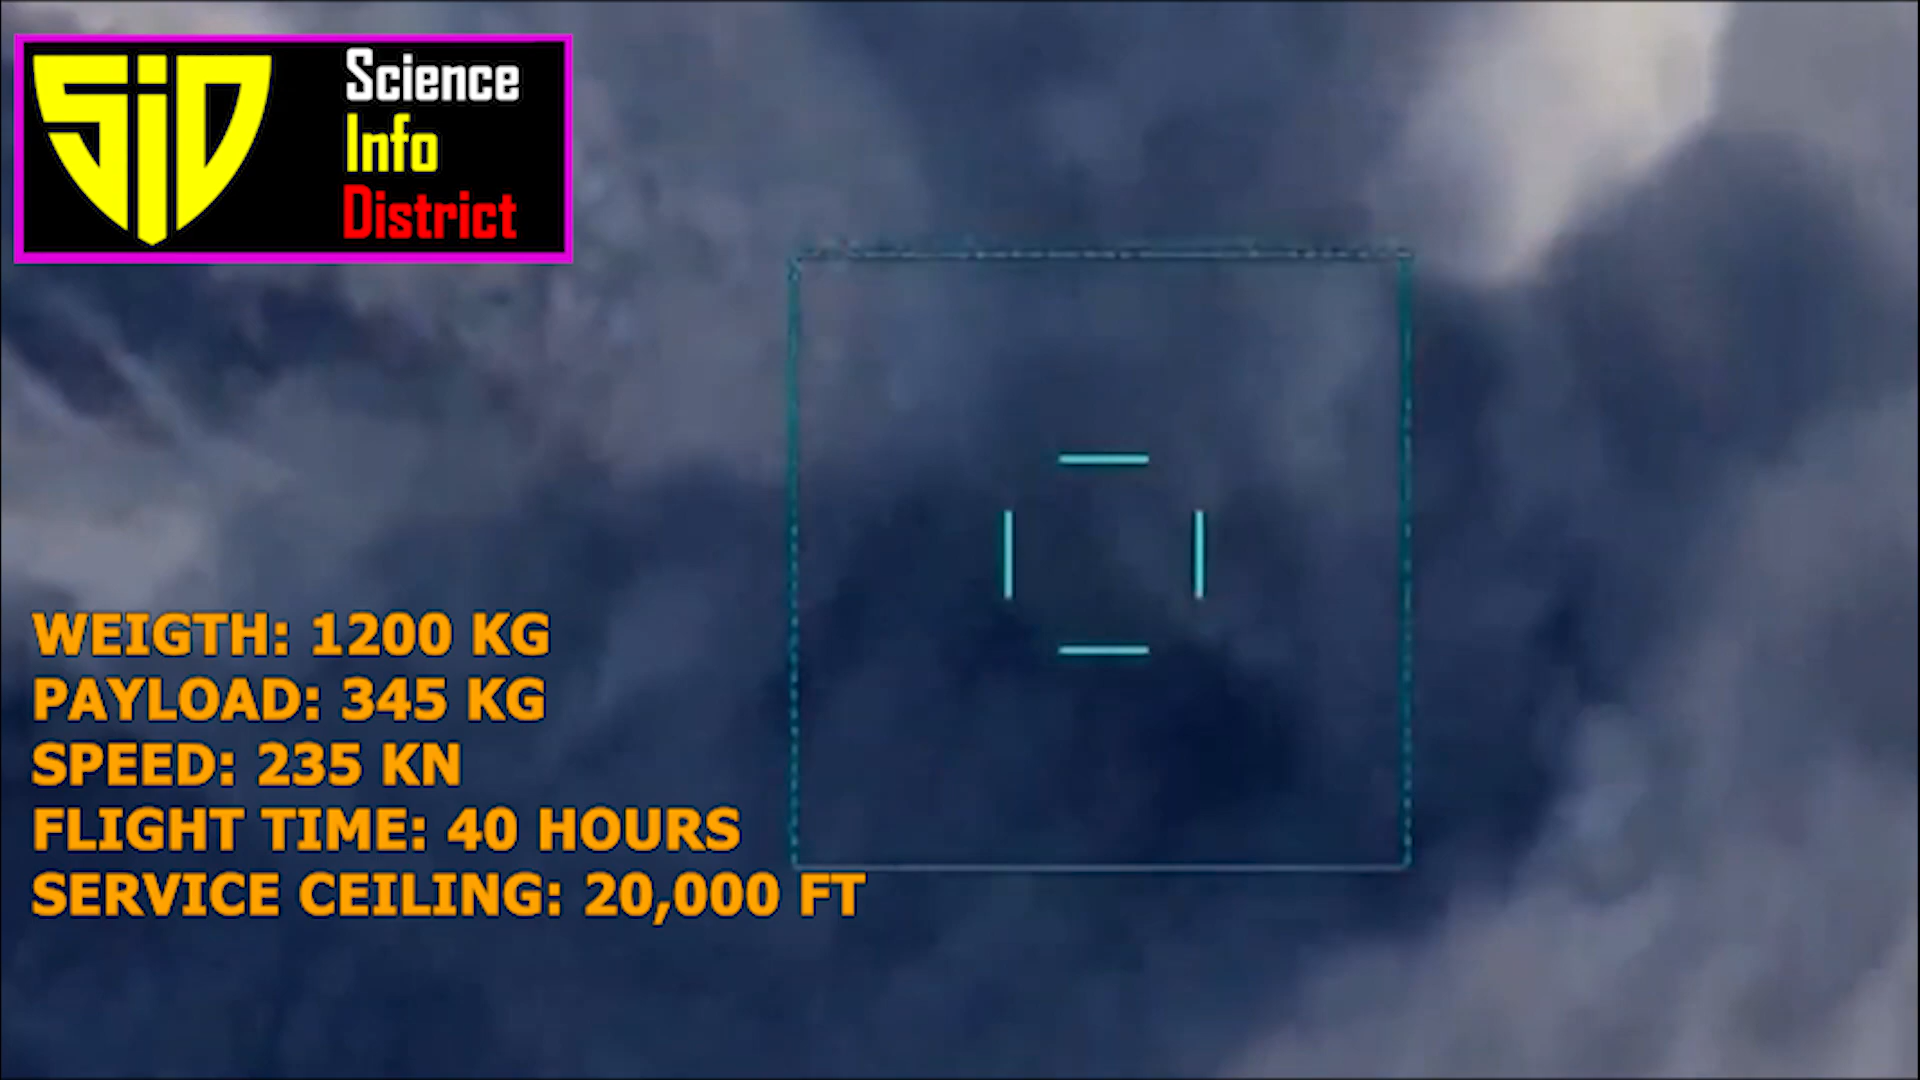 SiD
Science
Info
District
WEIGTH: 1200 KG
PAYLOAD: 345 KG
SPEED: 235 KN
FLIGHT TIME: 40 HOURS
SERVICE CEILING: 20,000 FT